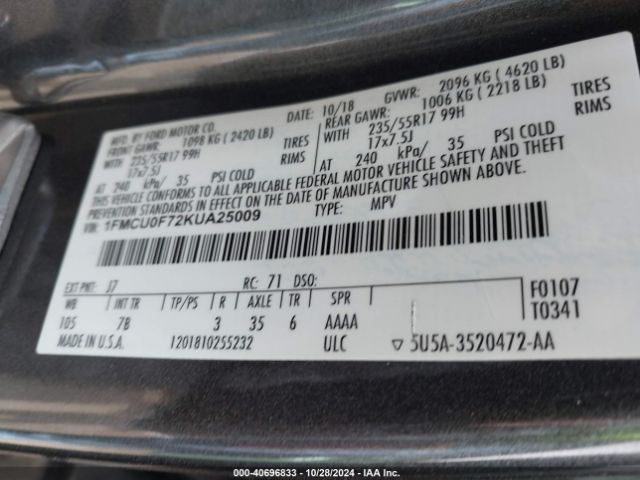 MFD. BY FORD MOTOR CO.
DATE: 10/18 GVWR: 2096 KG ( 4620 LB)
FRONT GAWR: 1098 KG ( 2420 LB) REAR GAWR: 1006 KG ( 2218 LB)
WITH 235/55R17 99H TIRES WITH 235/55R17 99H TIRES
17x7.5J RIMS 17x7.5J RIMS
AT 240 kPa/ 35 PSI COLD AT 240 kPa/ 35 PSI COLD
THIS VEHICLE CONFORMS TO ALL APPLICABLE FEDERAL MOTOR VEHICLE SAFETY AND THEFT
PREVENTION STANDARDS IN EFFECT ON THE DATE OF MANUFACTURE SHOWN ABOVE.
VIN: 1FMCU0F72KUA25009 TYPE: MPV
EXT PNT: J7 RC: 71 DSO: F0107
WB INT TR TP/PS R AXLE TR SPR T0341
105 7B 3 35 6 AAAA
MADE IN U.S.A. 1201810255232 ULC ▽ 5U5A-3520472-AA
000-40696833 - 10/28/2024 - IAA Inc.